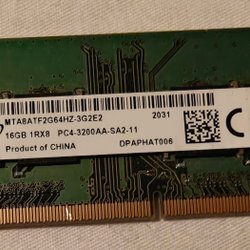 MTA8ATF2G64HZ-3G2E2 2031
16GB 1RX8 PC4-3200AA-SA2-11
Product of CHINA DPAPHAT006